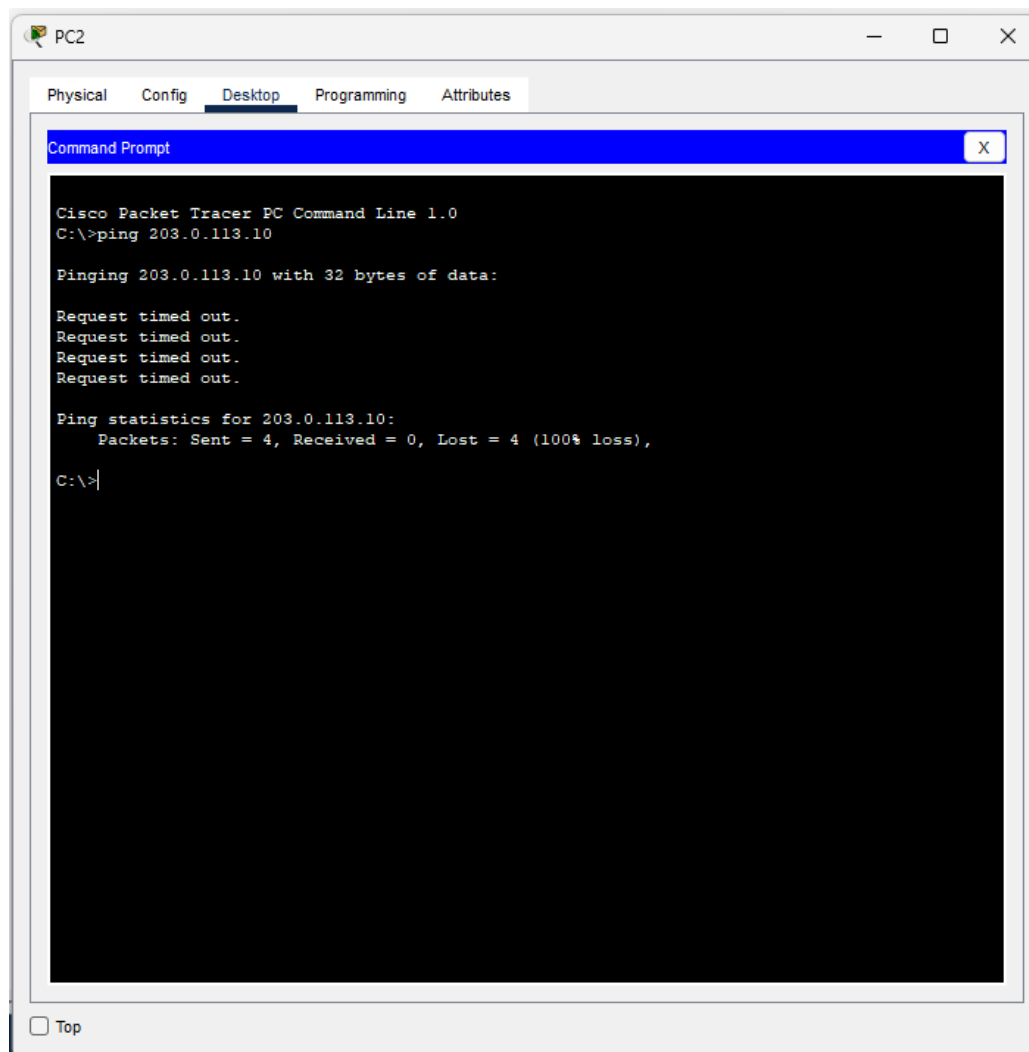 PC2
Physical Config Desktop Programming Attributes
Command Prompt X
Cisco Packet Tracer PC Command Line 1.0
C:\>ping 203.0.113.10
Pinging 203.0.113.10 with 32 bytes of data:
Request timed out.
Request timed out.
Request timed out.
Request timed out.
Ping statistics for 203.0.113.10:
Packets: Sent = 4, Received = 0, Lost = 4 (100% loss),
C:\>
Top